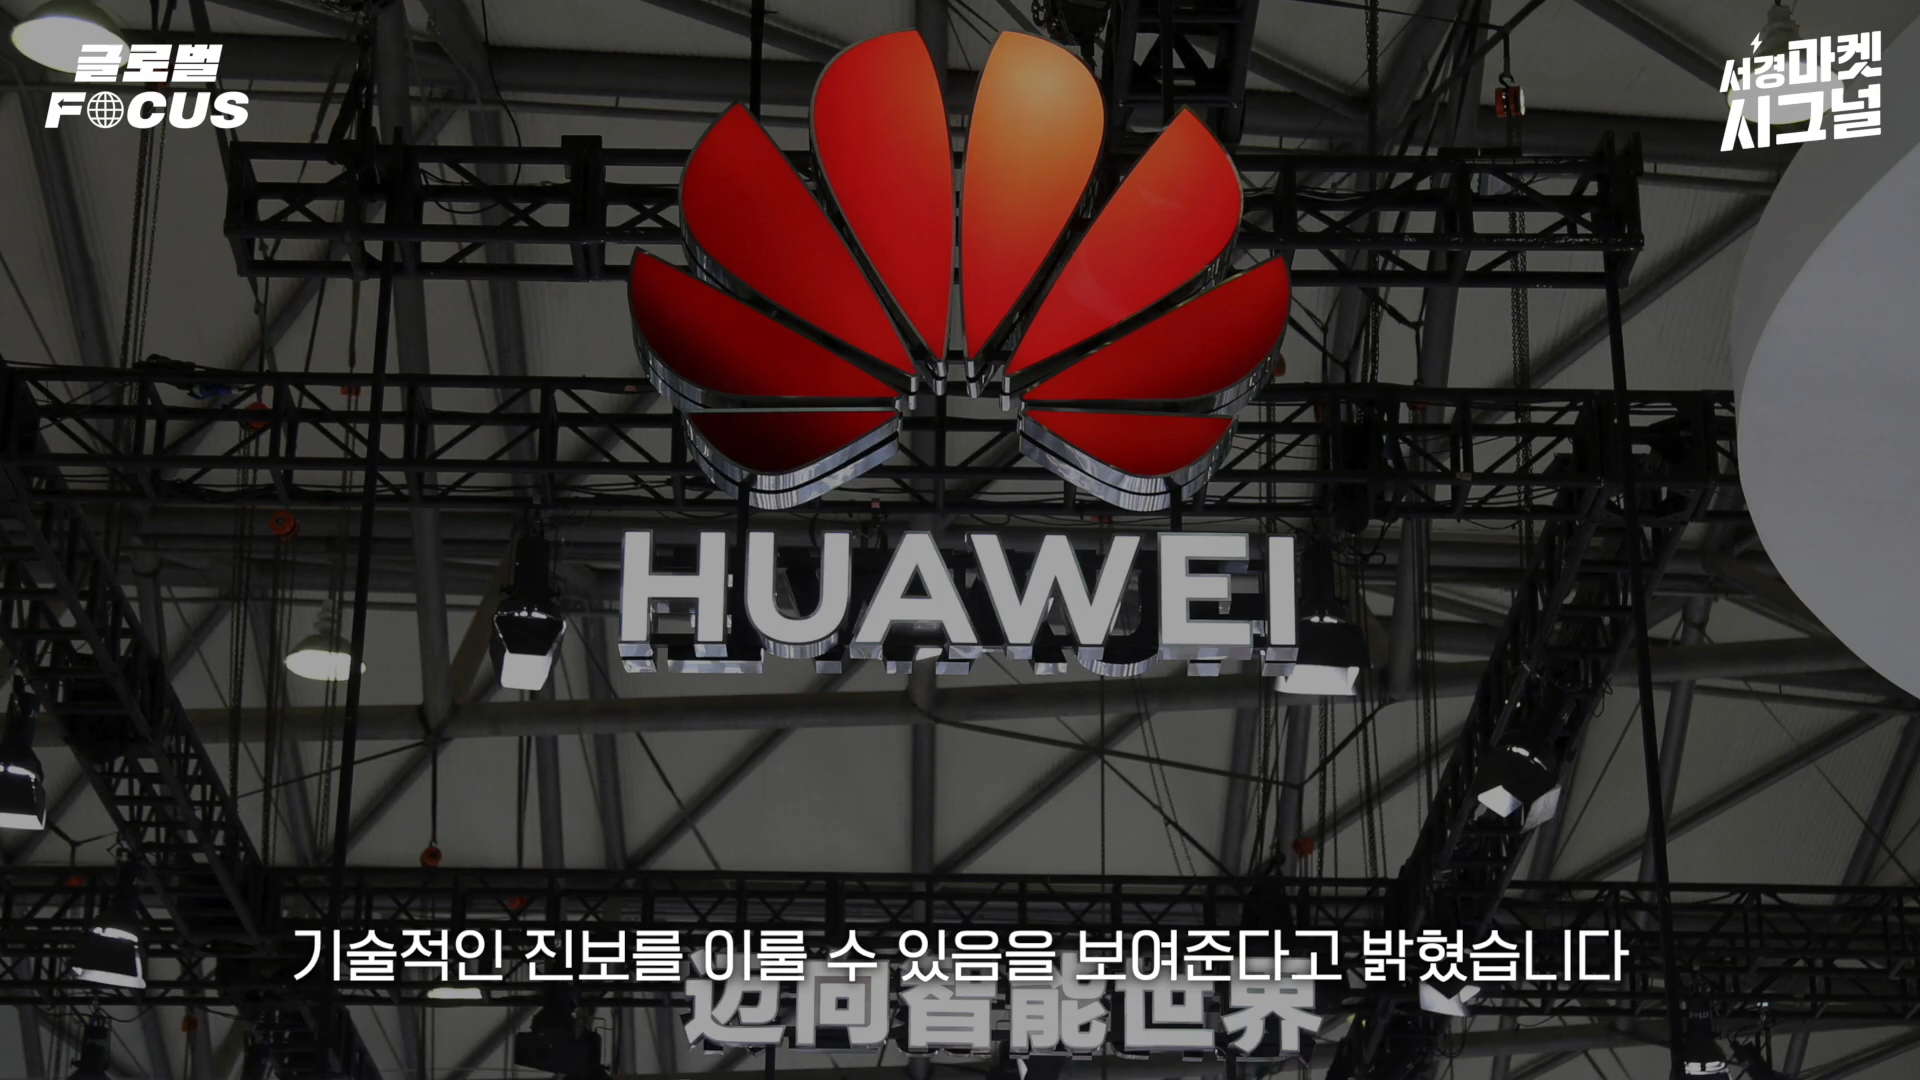 글로벌
FOCUS
서경마켓
시그널
HUAWEI
기술적인 진보를 이룰 수 있음을 보여준다고 밝혔습니다
迈向智能世界